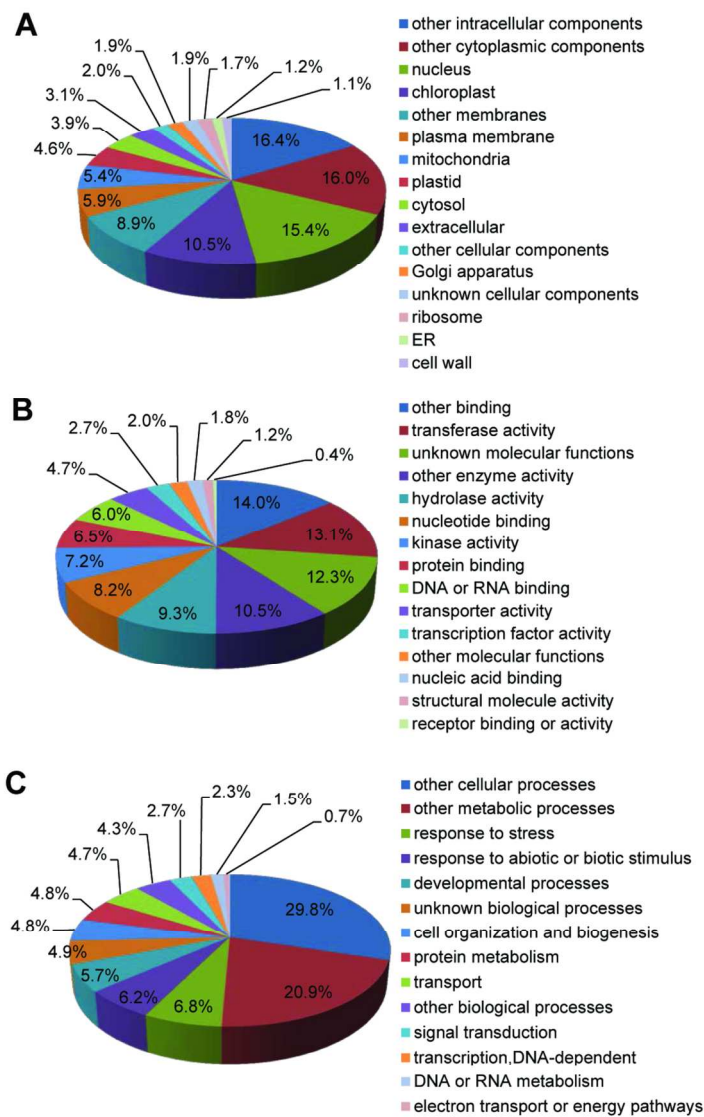 A
1.9%
1.9%
1.7%
2.0%
1.2%
3.1%
1.1%
3.9%
4.6%
16.4%
5.4%
16.0%
5.9%
8.9%
15.4%
10.5%
other intracellular components
other cytoplasmic components
nucleus
chloroplast
other membranes
plasma membrane
mitochondria
plastid
cytosol
extracellular
other cellular components
Golgi apparatus
unknown cellular components
ribosome
ER
cell wall
B
2.0%
1.8%
2.7%
1.2%
4.7%
0.4%
6.0%
14.0%
6.5%
13.1%
7.2%
12.3%
8.2%
9.3%
10.5%
other binding
transferase activity
unknown molecular functions
other enzyme activity
hydrolase activity
nucleotide binding
kinase activity
protein binding
DNA or RNA binding
transporter activity
transcription factor activity
other molecular functions
nucleic acid binding
structural molecule activity
receptor binding or activity
C
2.7%
2.3%
1.5%
4.3%
0.7%
4.7%
4.8%
29.8%
4.8%
4.9%
5.7%
6.2%
6.8%
20.9%
other cellular processes
other metabolic processes
response to stress
response to abiotic or biotic stimulus
developmental processes
unknown biological processes
cell organization and biogenesis
protein metabolism
transport
other biological processes
signal transduction
transcription,DNA-dependent
DNA or RNA metabolism
electron transport or energy pathways